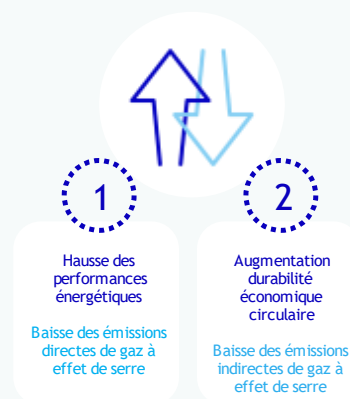 1
Hausse des
performances
énergétiques
Baisse des émissions
directes de gaz à
effet de serre
2
Augmentation
durabilité
économique
circulaire
Baisse des émissions
indirectes de gaz à
effet de serre